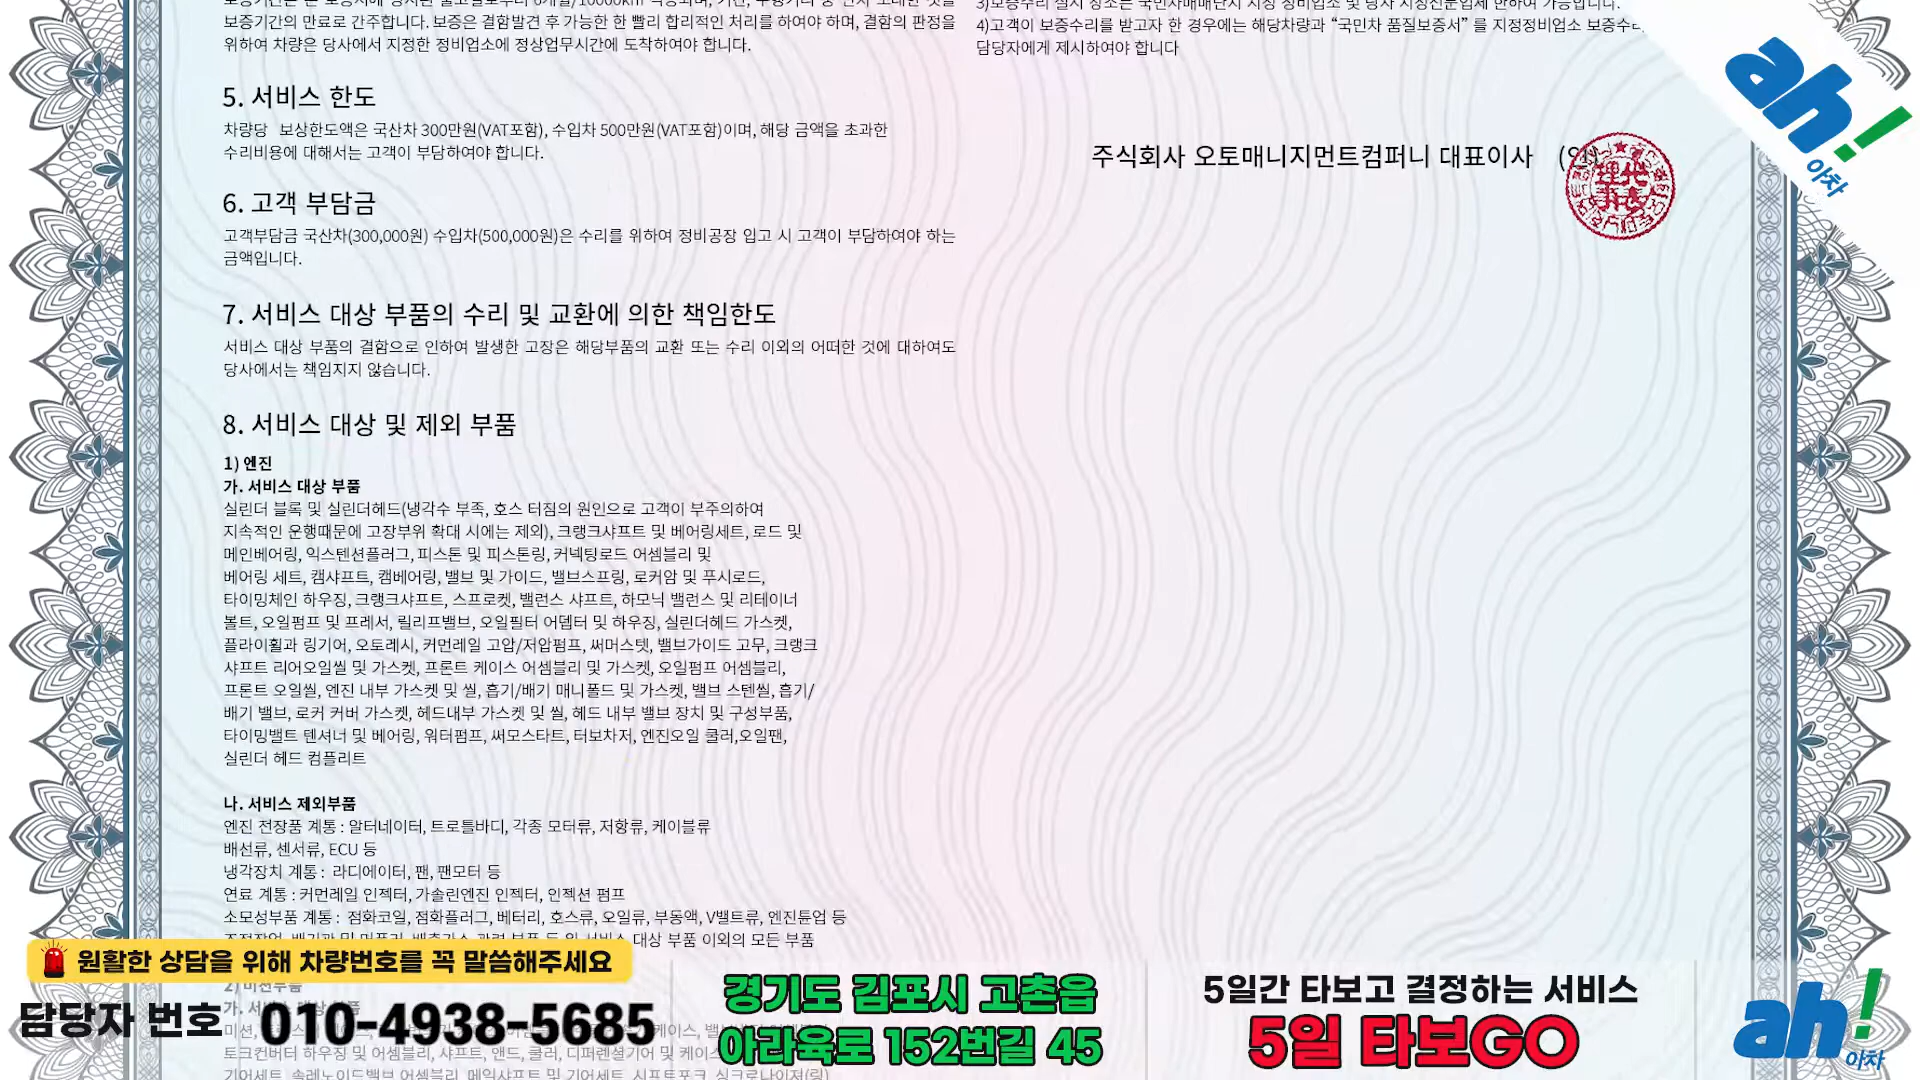 보증기간의 만료로 간주합니다. 보증은 결함발견 후 가능한 한 빨리 합리적인 처리를 하여야 하며, 결함의 판정을
위하여 차량은 당사에서 지정한 정비업소에 정상업무시간에 도착하여야 합니다.
5. 서비스 한도
차량당 보상한도액은 국산차 300만원(VAT포함), 수입차 500만원(VAT포함)이며, 해당 금액을 초과한
수리비용에 대해서는 고객이 부담하여야 합니다.
6. 고객 부담금
고객부담금 국산차(300,000원) 수입차(500,000원)은 수리를 위하여 정비공장 입고 시 고객이 부담하여야 하는
금액입니다.
7. 서비스 대상 부품의 수리 및 교환에 의한 책임한도
서비스 대상 부품의 결함으로 인하여 발생한 고장은 해당부품의 교환 또는 수리 이외의 어떠한 것에 대하여도
당사에서는 책임지지 않습니다.
8. 서비스 대상 및 제외 부품
1) 엔진
가. 서비스 대상 부품
실린더 블록 및 실린더헤드(냉각수 부족, 호스 터짐의 원인으로 고객이 부주의하여
지속적인 운행때문에 고장부위 확대 시에는 제외), 크랭크샤프트 및 베어링세트, 로드 및
메인베어링, 익스텐션플러그, 피스톤 및 피스톤링, 커넥팅로드 어셈블리 및
베어링 세트, 캠샤프트, 캠베어링, 밸브 및 가이드, 밸브스프링, 로커암 및 푸시로드,
타이밍체인 하우징, 크랭크샤프트, 스프로켓, 밸런스 샤프트, 하모닉 밸런스 및 리테이너
볼트, 오일펌프 및 프레서, 릴리프밸브, 오일필터 어뎁터 및 하우징, 실린더헤드 가스켓,
플라이휠과 링기어, 오토레시, 커먼레일 고압/저압펌프, 써머스텟, 밸브가이드 고무, 크랭크
샤프트 리어오일씰 및 가스켓, 프론트 케이스 어셈블리 및 가스켓, 오일펌프 어셈블리,
프론트 오일씰, 엔진 내부 가스켓 및 씰, 흡기/배기 매니폴드 및 가스켓, 밸브 스텐씰, 흡기/
배기 밸브, 로커 커버 가스켓, 헤드내부 가스켓 및 씰, 헤드 내부 밸브 장치 및 구성부품,
타이밍밸트 텐셔너 및 베어링, 워터펌프, 써모스타트, 터보차저, 엔진오일 쿨러,오일팬,
실린더 헤드 컴플리트
나. 서비스 제외부품
엔진 전장품 계통 : 알터네이터, 트로틀바디, 각종 모터류, 저항류, 케이블류
배선류, 센서류, ECU 등
냉각장치 계통 : 라디에이터, 팬, 팬모터 등
연료 계통 : 커먼레일 인젝터, 가솔린엔진 인젝터, 인젝션 펌프
소모성부품 계통 : 점화코일, 점화플러그, 베터리, 호스류, 오일류, 부동액, V밸트류, 엔진튠업 등
대상 부품 이외의 모든 부품
4)고객이 보증수리를 받고자 한 경우에는 해당차량과 “국민차 품질보증서” 를 지정정비업소 보증수리
담당자에게 제시하여야 합니다
주식회사 오토매니지먼트컴퍼니 대표이사 (인)
ah!
아차
원활한 상담을 위해 차량번호를 꼭 말씀해주세요
담당자 번호 010-4938-5685
경기도 김포시 고촌읍
아라육로 152번길 45
5일간 타보고 결정하는 서비스
5일 타보GO
ah!
아차